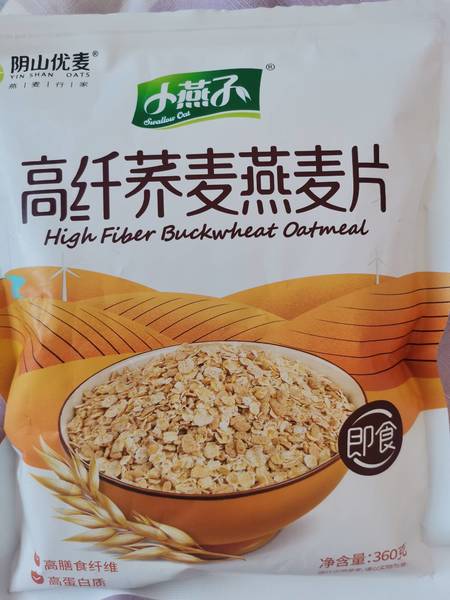 阴山优麦®
YIN SHAN OATS
燕|麦|行|家
小燕子®
Swallow Oat
高纤荞麦燕麦片
High Fiber Buckwheat Oatmeal
即食
高膳食纤维
高蛋白质
净含量:360克